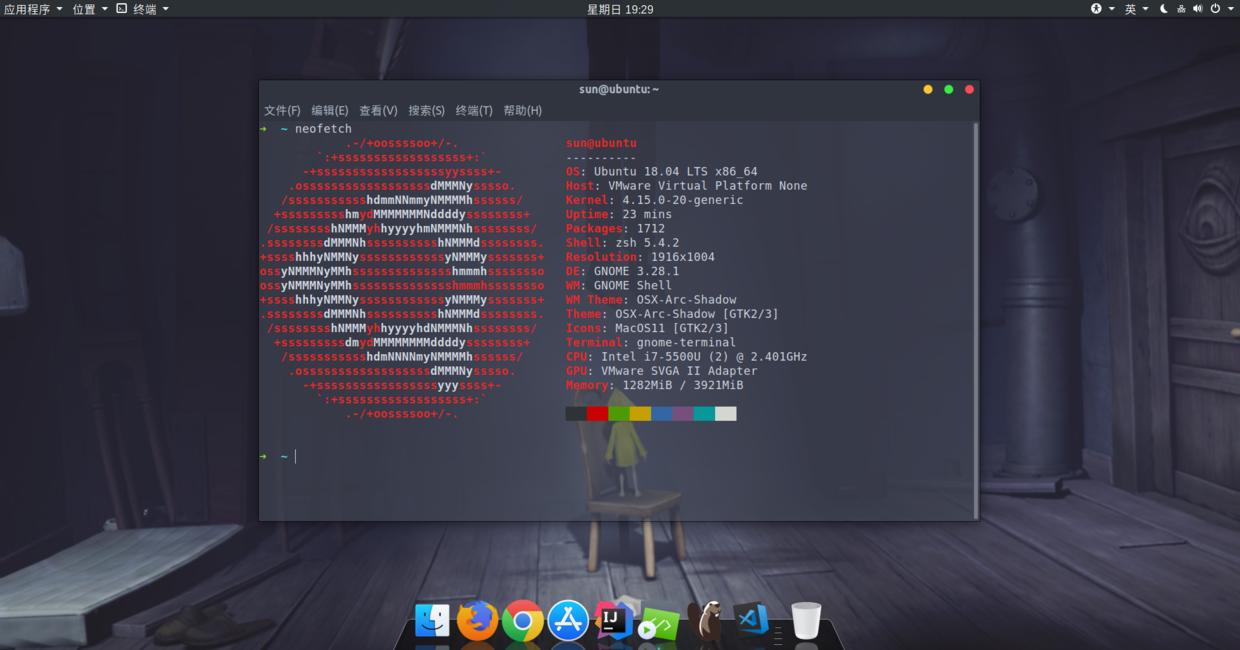 应用程序 位置 终端 星期日 19:29 英
sun@ubuntu: ~
文件(F) 编辑(E) 查看(V) 搜索(S) 终端(T) 帮助(H)
➜ ~ neofetch
.-/+oossssoo+/-. sun@ubuntu
`:+ssssssssssssssssss+:` ----------
-+ssssssssssssssssssyyssss+- OS: Ubuntu 18.04 LTS x86_64
.ossssssssssssssssssdMMMNysssso. Host: VMware Virtual Platform None
/ssssssssssshdmmNNmmyNMMMMhssssss/ Kernel: 4.15.0-20-generic
+ssssssssshmydMMMMMMMNddddyssssssss+ Uptime: 23 mins
/sssssssshNMMMyhhyyyyhmNMMMNhssssssss/ Packages: 1712
.ssssssssdMMMNhsssssssssshNMMMdssssssss. Shell: zsh 5.4.2
+sssshhhyNMMNyssssssssssssyNMMMysssssss+ Resolution: 1916x1004
ossyNMMMNyMMhsssssssssssssshmmmhssssssso DE: GNOME 3.28.1
ossyNMMMNyMMhsssssssssssssshmmmhssssssso WM: GNOME Shell
+sssshhhyNMMNyssssssssssssyNMMMysssssss+ WM Theme: OSX-Arc-Shadow
.ssssssssdMMMNhsssssssssshNMMMdssssssss. Theme: OSX-Arc-Shadow [GTK2/3]
/sssssssshNMMMyhhyyyyhdNMMMNhssssssss/ Icons: MacOS11 [GTK2/3]
+sssssssssdmydMMMMMMMMddddyssssssss+ Terminal: gnome-terminal
/ssssssssssshdmNNNNmyNMMMMhssssss/ CPU: Intel i7-5500U (2) @ 2.401GHz
.ossssssssssssssssssdMMMNysssso. GPU: VMware SVGA II Adapter
-+sssssssssssssssssyyyssss+- Memory: 1282MiB / 3921MiB
`:+ssssssssssssssssss+:`
.-/+oossssoo+/-.
➜ ~
IJ